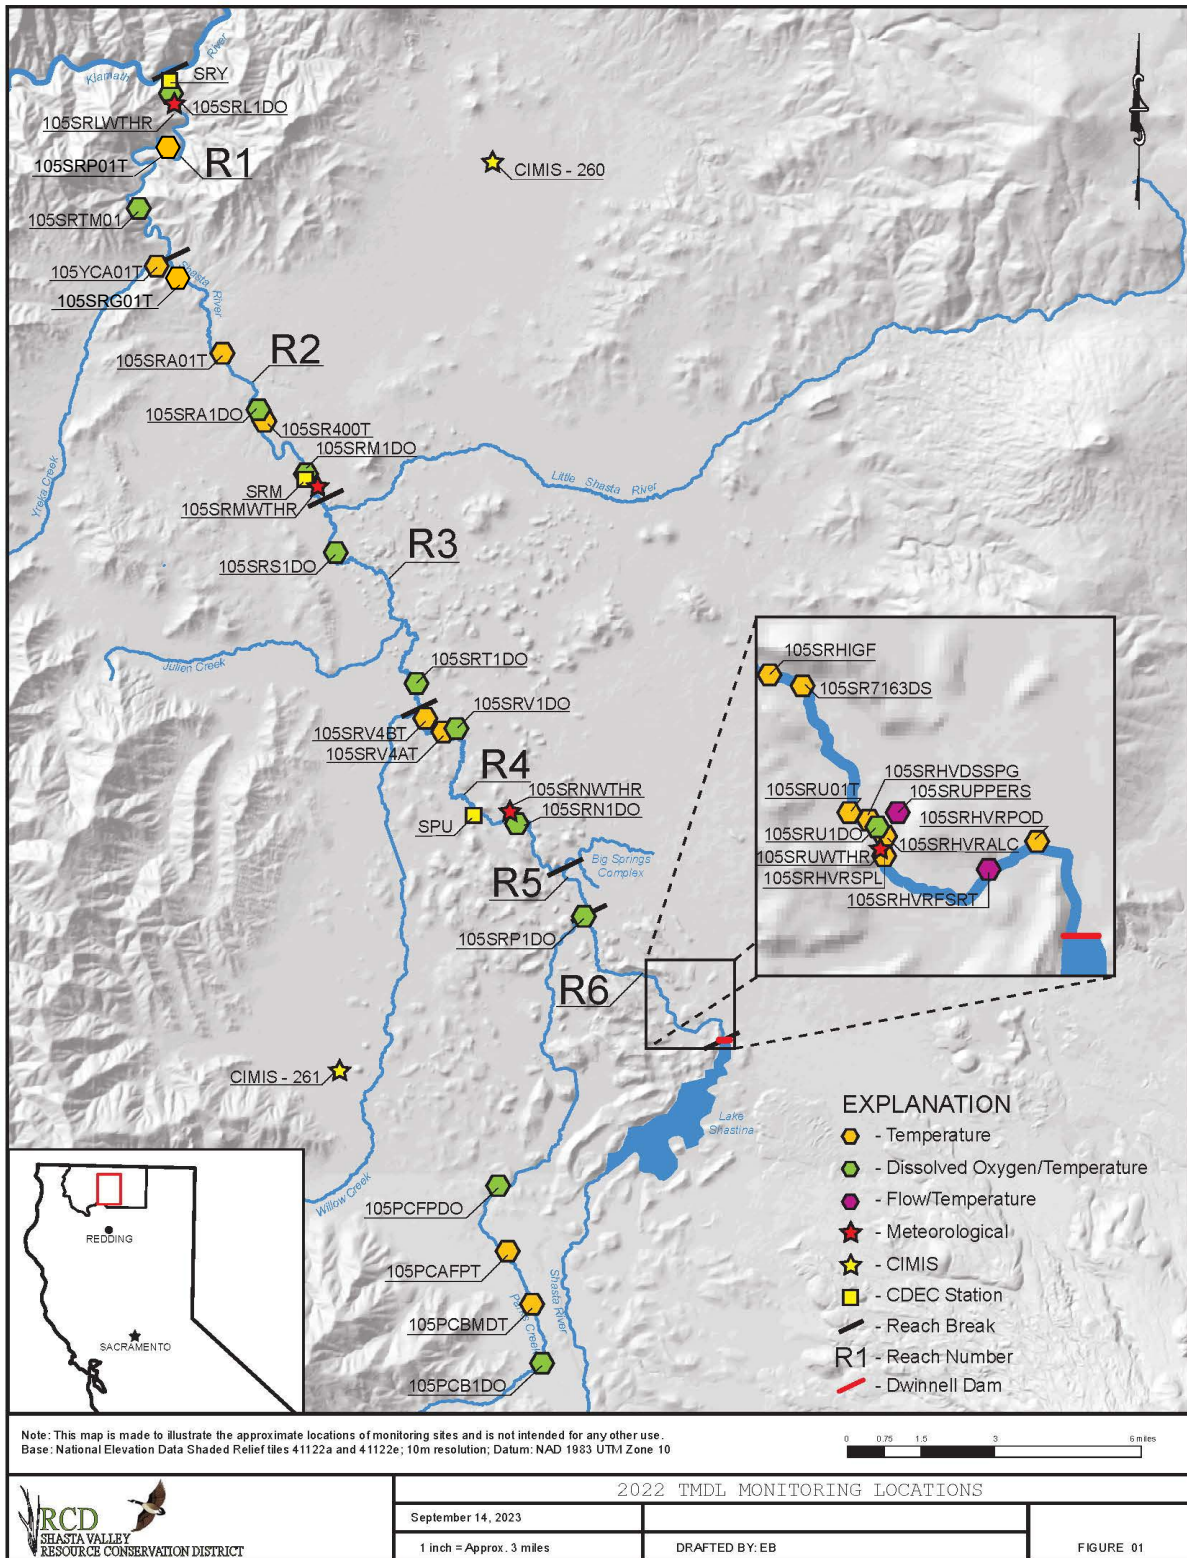 Klamath River
SRY
105SRL1DO
105SRLWTHR
105SRP01T
R1
CIMIS - 260
105SRTM01
105YCA01T
Shasta River
105SRG01T
105SRA01T
R2
105SRA1DO
105SR400T
105SRM1DO
SRM
105SRMWTHR
Yreka Creek
Little Shasta River
105SRS1DO
R3
Julien Creek
105SRT1DO
105SRV1DO
105SRV4BT
105SRV4AT
R4
105SRNWTHR
105SRN1DO
SPU
Big Springs
Complex
R5
105SRP1DO
R6
105SRHIGF
105SR7163DS
105SRHVDSSPG
105SRU01T
105SRUPPERS
105SRHVRPOD
105SRU1DO
105SRHVRALC
105SRUWTHR
105SRHVRSPL
105SRHVRFSRT
CIMIS - 261
Lake
Shastina
Willow Creek
105PCFPDO
105PCAFPT
105PCBMDT
Parks Creek
Shasta River
105PCB1DO
EXPLANATION
- Temperature
- Dissolved Oxygen/Temperature
- Flow/Temperature
- Meteorological
- CIMIS
- CDEC Station
- Reach Break
R1 - Reach Number
- Dwinnell Dam
REDDING
SACRAMENTO
Note: This map is made to illustrate the approximate locations of monitoring sites and is not intended for any other use.
Base: National Elevation Data Shaded Relief tiles 41122a and 41122e; 10m resolution; Datum: NAD 1983 UTM Zone 10
0 0.75 1.5 3 6 miles
RCD
SHASTA VALLEY
RESOURCE CONSERVATION DISTRICT
2022 TMDL MONITORING LOCATIONS
September 14, 2023
1 inch = Approx. 3 miles
DRAFTED BY: EB
FIGURE 01